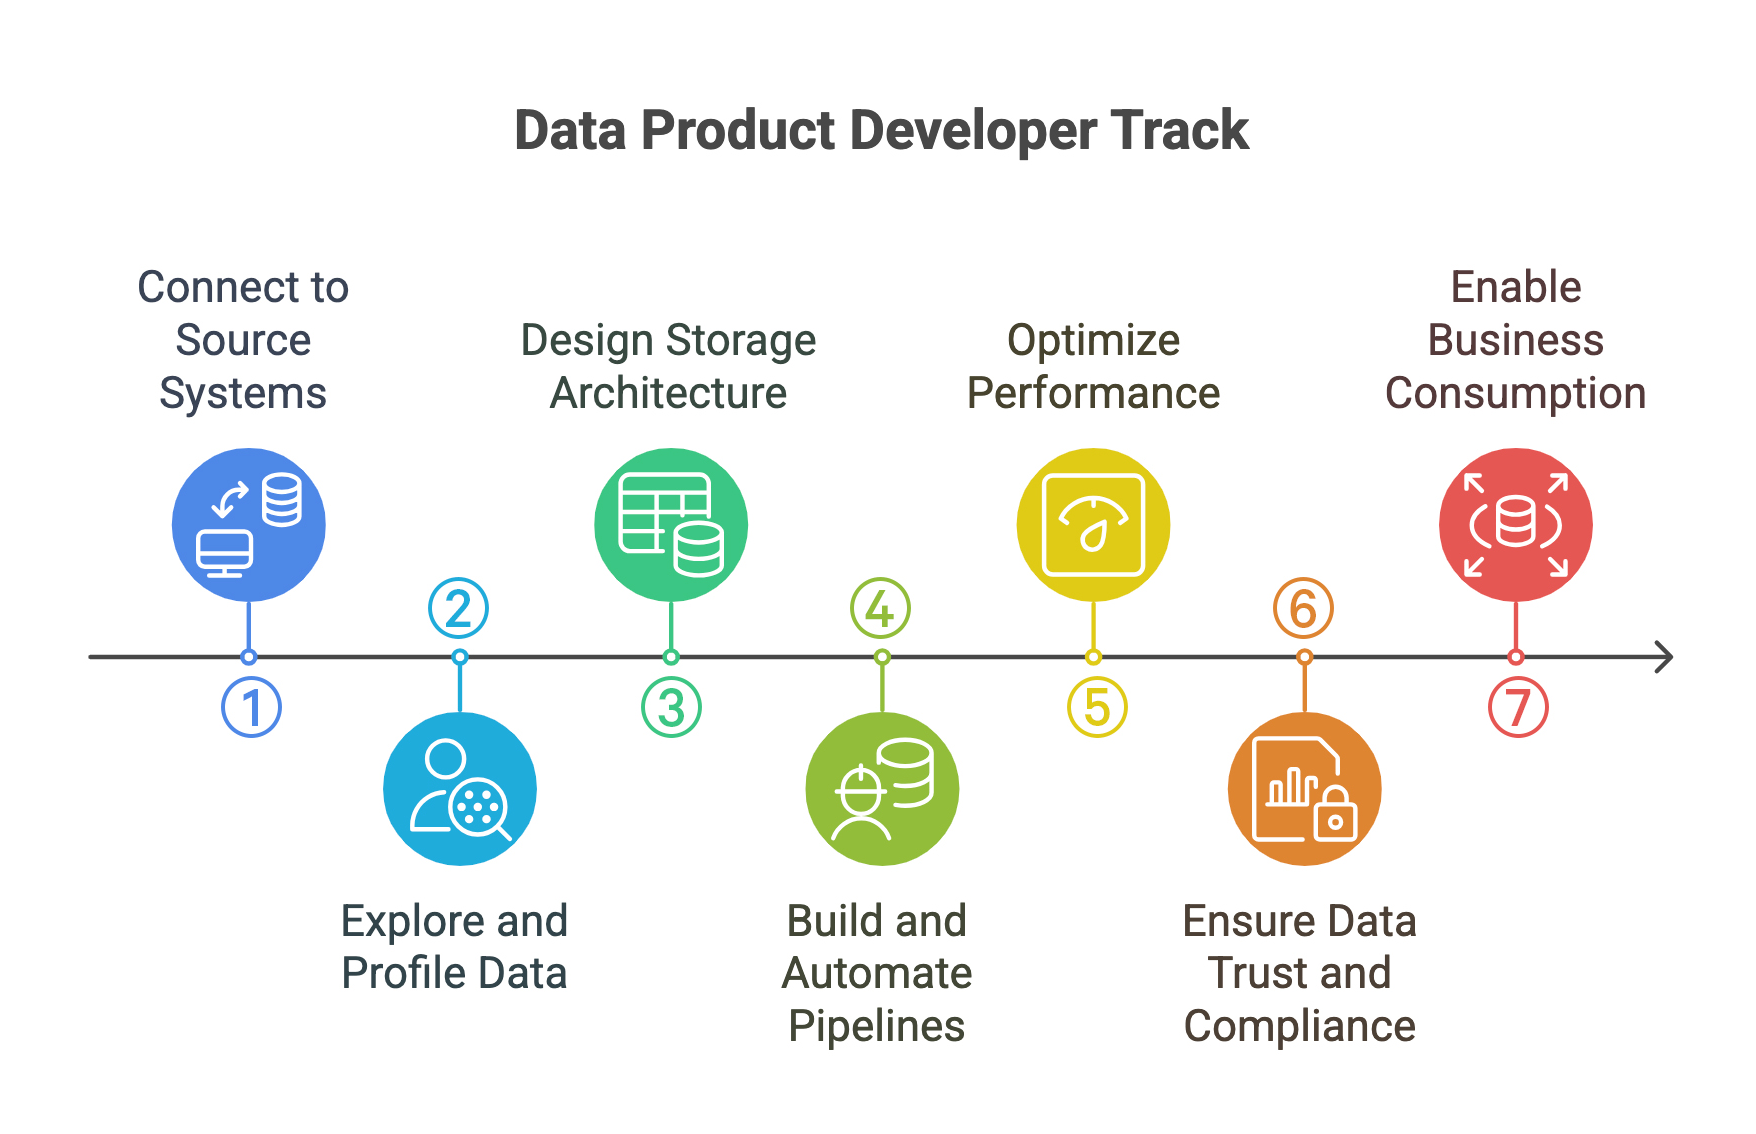 Data Product Developer Track
Connect to
Source
Systems
1
2
Explore and
Profile Data
Design Storage
Architecture
3
4
Build and
Automate
Pipelines
Optimize
Performance
5
6
Ensure Data
Trust and
Compliance
Enable
Business
Consumption
7